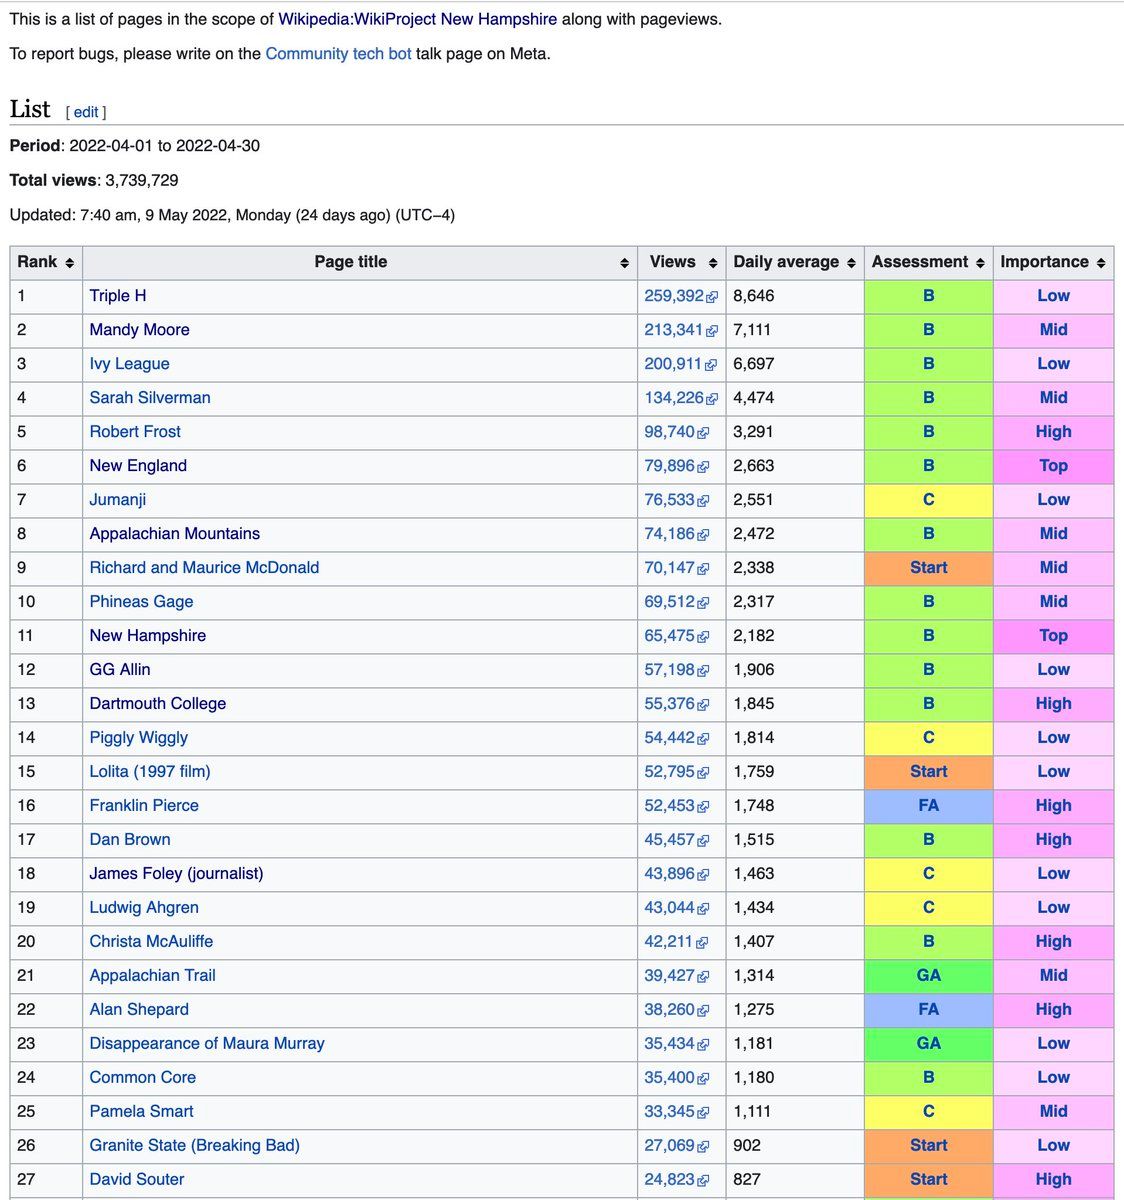 This is a list of pages in the scope of Wikipedia:WikiProject New Hampshire along with pageviews.
To report bugs, please write on the Community tech bot talk page on Meta.
List [ edit ]
Period: 2022-04-01 to 2022-04-30
Total views: 3,739,729
Updated: 7:40 am, 9 May 2022, Monday (24 days ago) (UTC−4)
Rank Page title Views Daily average Assessment Importance
1 Triple H 259,392 8,646 B Low
2 Mandy Moore 213,341 7,111 B Mid
3 Ivy League 200,911 6,697 B Low
4 Sarah Silverman 134,226 4,474 B Mid
5 Robert Frost 98,740 3,291 B High
6 New England 79,896 2,663 B Top
7 Jumanji 76,533 2,551 C Low
8 Appalachian Mountains 74,186 2,472 B Mid
9 Richard and Maurice McDonald 70,147 2,338 Start Mid
10 Phineas Gage 69,512 2,317 B Mid
11 New Hampshire 65,475 2,182 B Top
12 GG Allin 57,198 1,906 B Low
13 Dartmouth College 55,376 1,845 B High
14 Piggly Wiggly 54,442 1,814 C Low
15 Lolita (1997 film) 52,795 1,759 Start Low
16 Franklin Pierce 52,453 1,748 FA High
17 Dan Brown 45,457 1,515 B High
18 James Foley (journalist) 43,896 1,463 C Low
19 Ludwig Ahgren 43,044 1,434 C Low
20 Christa McAuliffe 42,211 1,407 B High
21 Appalachian Trail 39,427 1,314 GA Mid
22 Alan Shepard 38,260 1,275 FA High
23 Disappearance of Maura Murray 35,434 1,181 GA Low
24 Common Core 35,400 1,180 B Low
25 Pamela Smart 33,345 1,111 C Mid
26 Granite State (Breaking Bad) 27,069 902 Start Low
27 David Souter 24,823 827 Start High